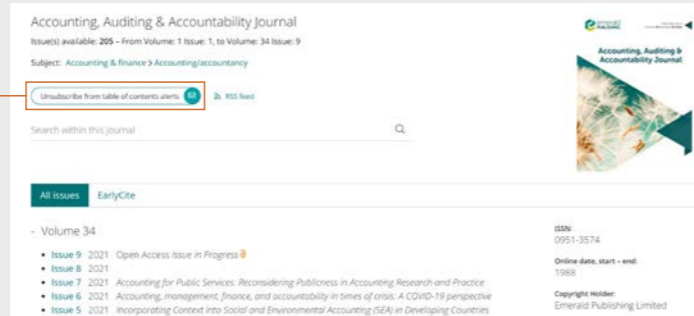 Accounting, Auditing & Accountability Journal
Issue(s) available: 205 – From Volume: 1 Issue: 1, to Volume: 34 Issue: 9
Subject: Accounting & finance > Accounting/accountancy
Unsubscribe from table of contents alerts
RSS feed
Search within this journal
emerald
PUBLISHING
Accounting, Auditing &
Accountability Journal
All issues EarlyCite
- Volume 34
• Issue 9 2021 Open Access Issue in Progress
• Issue 8 2021
• Issue 7 2021 Accounting for Public Services: Reconsidering Publicness in Accounting Research and Practice
• Issue 6 2021 Accounting, management, finance, and accountability in times of crisis: A COVID-19 perspective
• Issue 5 2021 Incorporating Context into Social and Environmental Accounting (SEA) in Developing Countries
ISSN:
0951-3574
Online date, start – end:
1988
Copyright Holder:
Emerald Publishing Limited